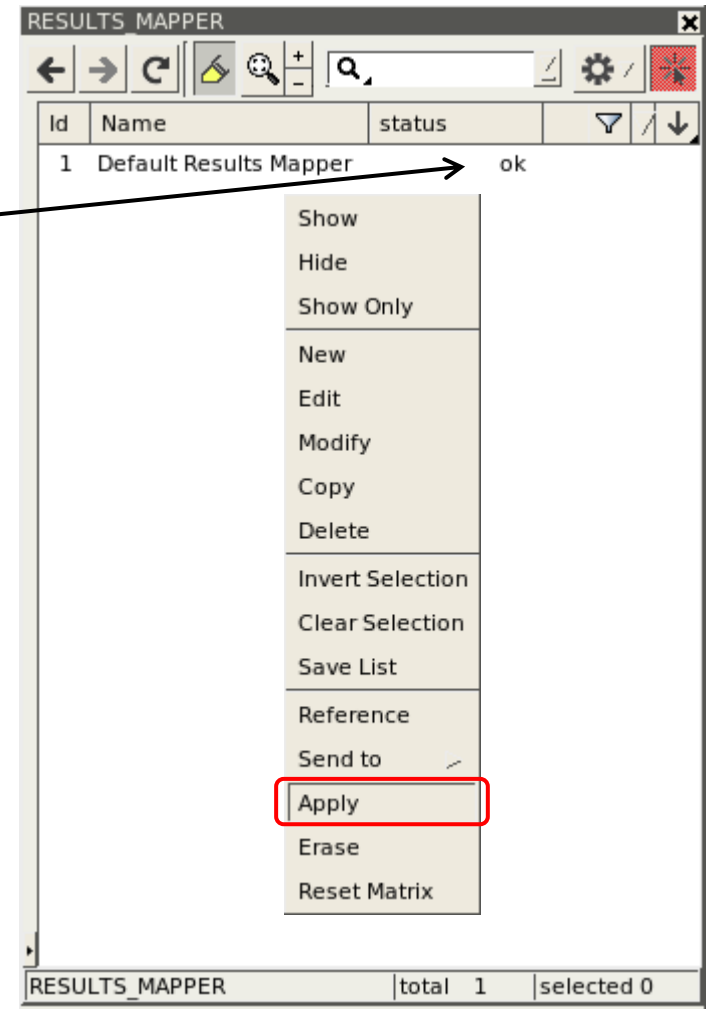 RESULTS_MAPPER
Id Name status
1 Default Results Mapper ok
Show
Hide
Show Only
New
Edit
Modify
Copy
Delete
Invert Selection
Clear Selection
Save List
Reference
Send to
Apply
Erase
Reset Matrix
RESULTS_MAPPER total 1 selected 0